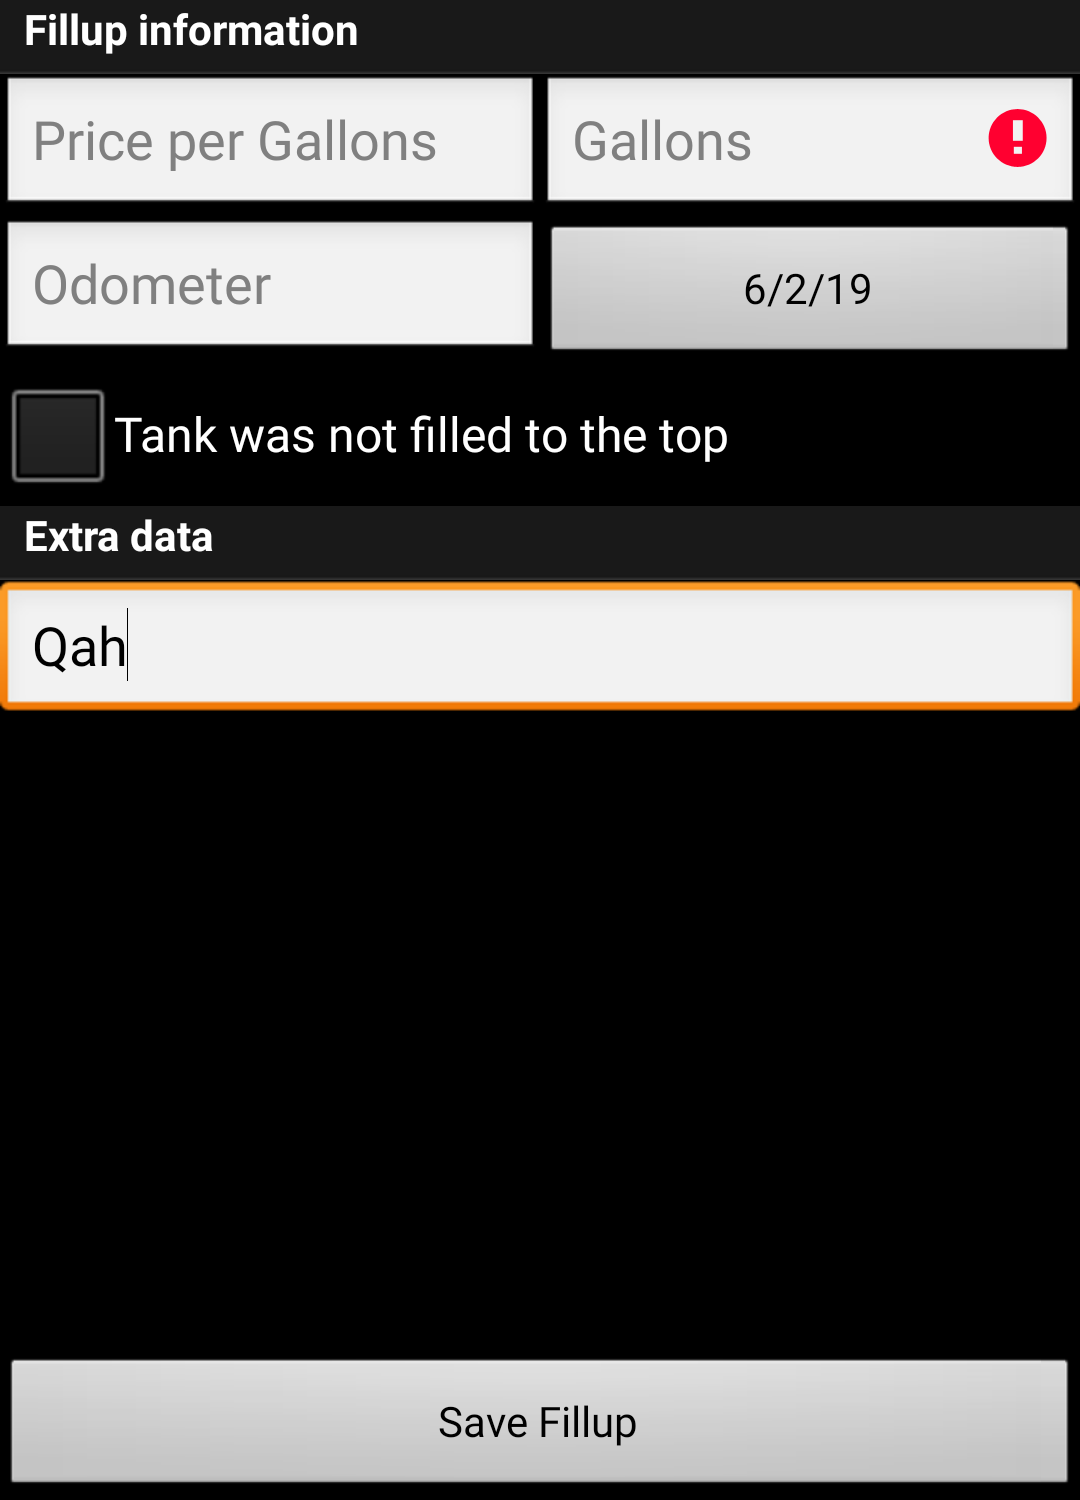 Fillup information
Price per Gallons
Gallons
Odometer
6/2/19
Tank was not filled to the top
Extra data
Qah
Save Fillup